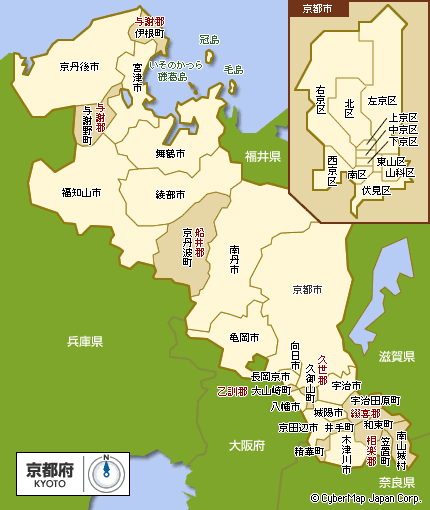 与謝郡
伊根町
冠島
京丹後市
宮津市
いそのかつら
磯葛島
毛島
与謝郡
与謝野町
舞鶴市
福井県
福知山市
綾部市
船井郡
京丹波町
南丹市
京都市
兵庫県
亀岡市
滋賀県
向日市
久世郡
久御山町
長岡京市
乙訓郡
大山崎町
宇治市
八幡市
宇治田原町
城陽市
綴喜郡
京田辺市
井手町
和束町
大阪府
精華町
木津川市
相楽郡
笠置町
南山城村
奈良県
京都市
右京区
北区
左京区
上京区
中京区
下京区
西京区
東山区
南区
山科区
伏見区
京都府
KYOTO
N
© CyberMap Japan Corp.